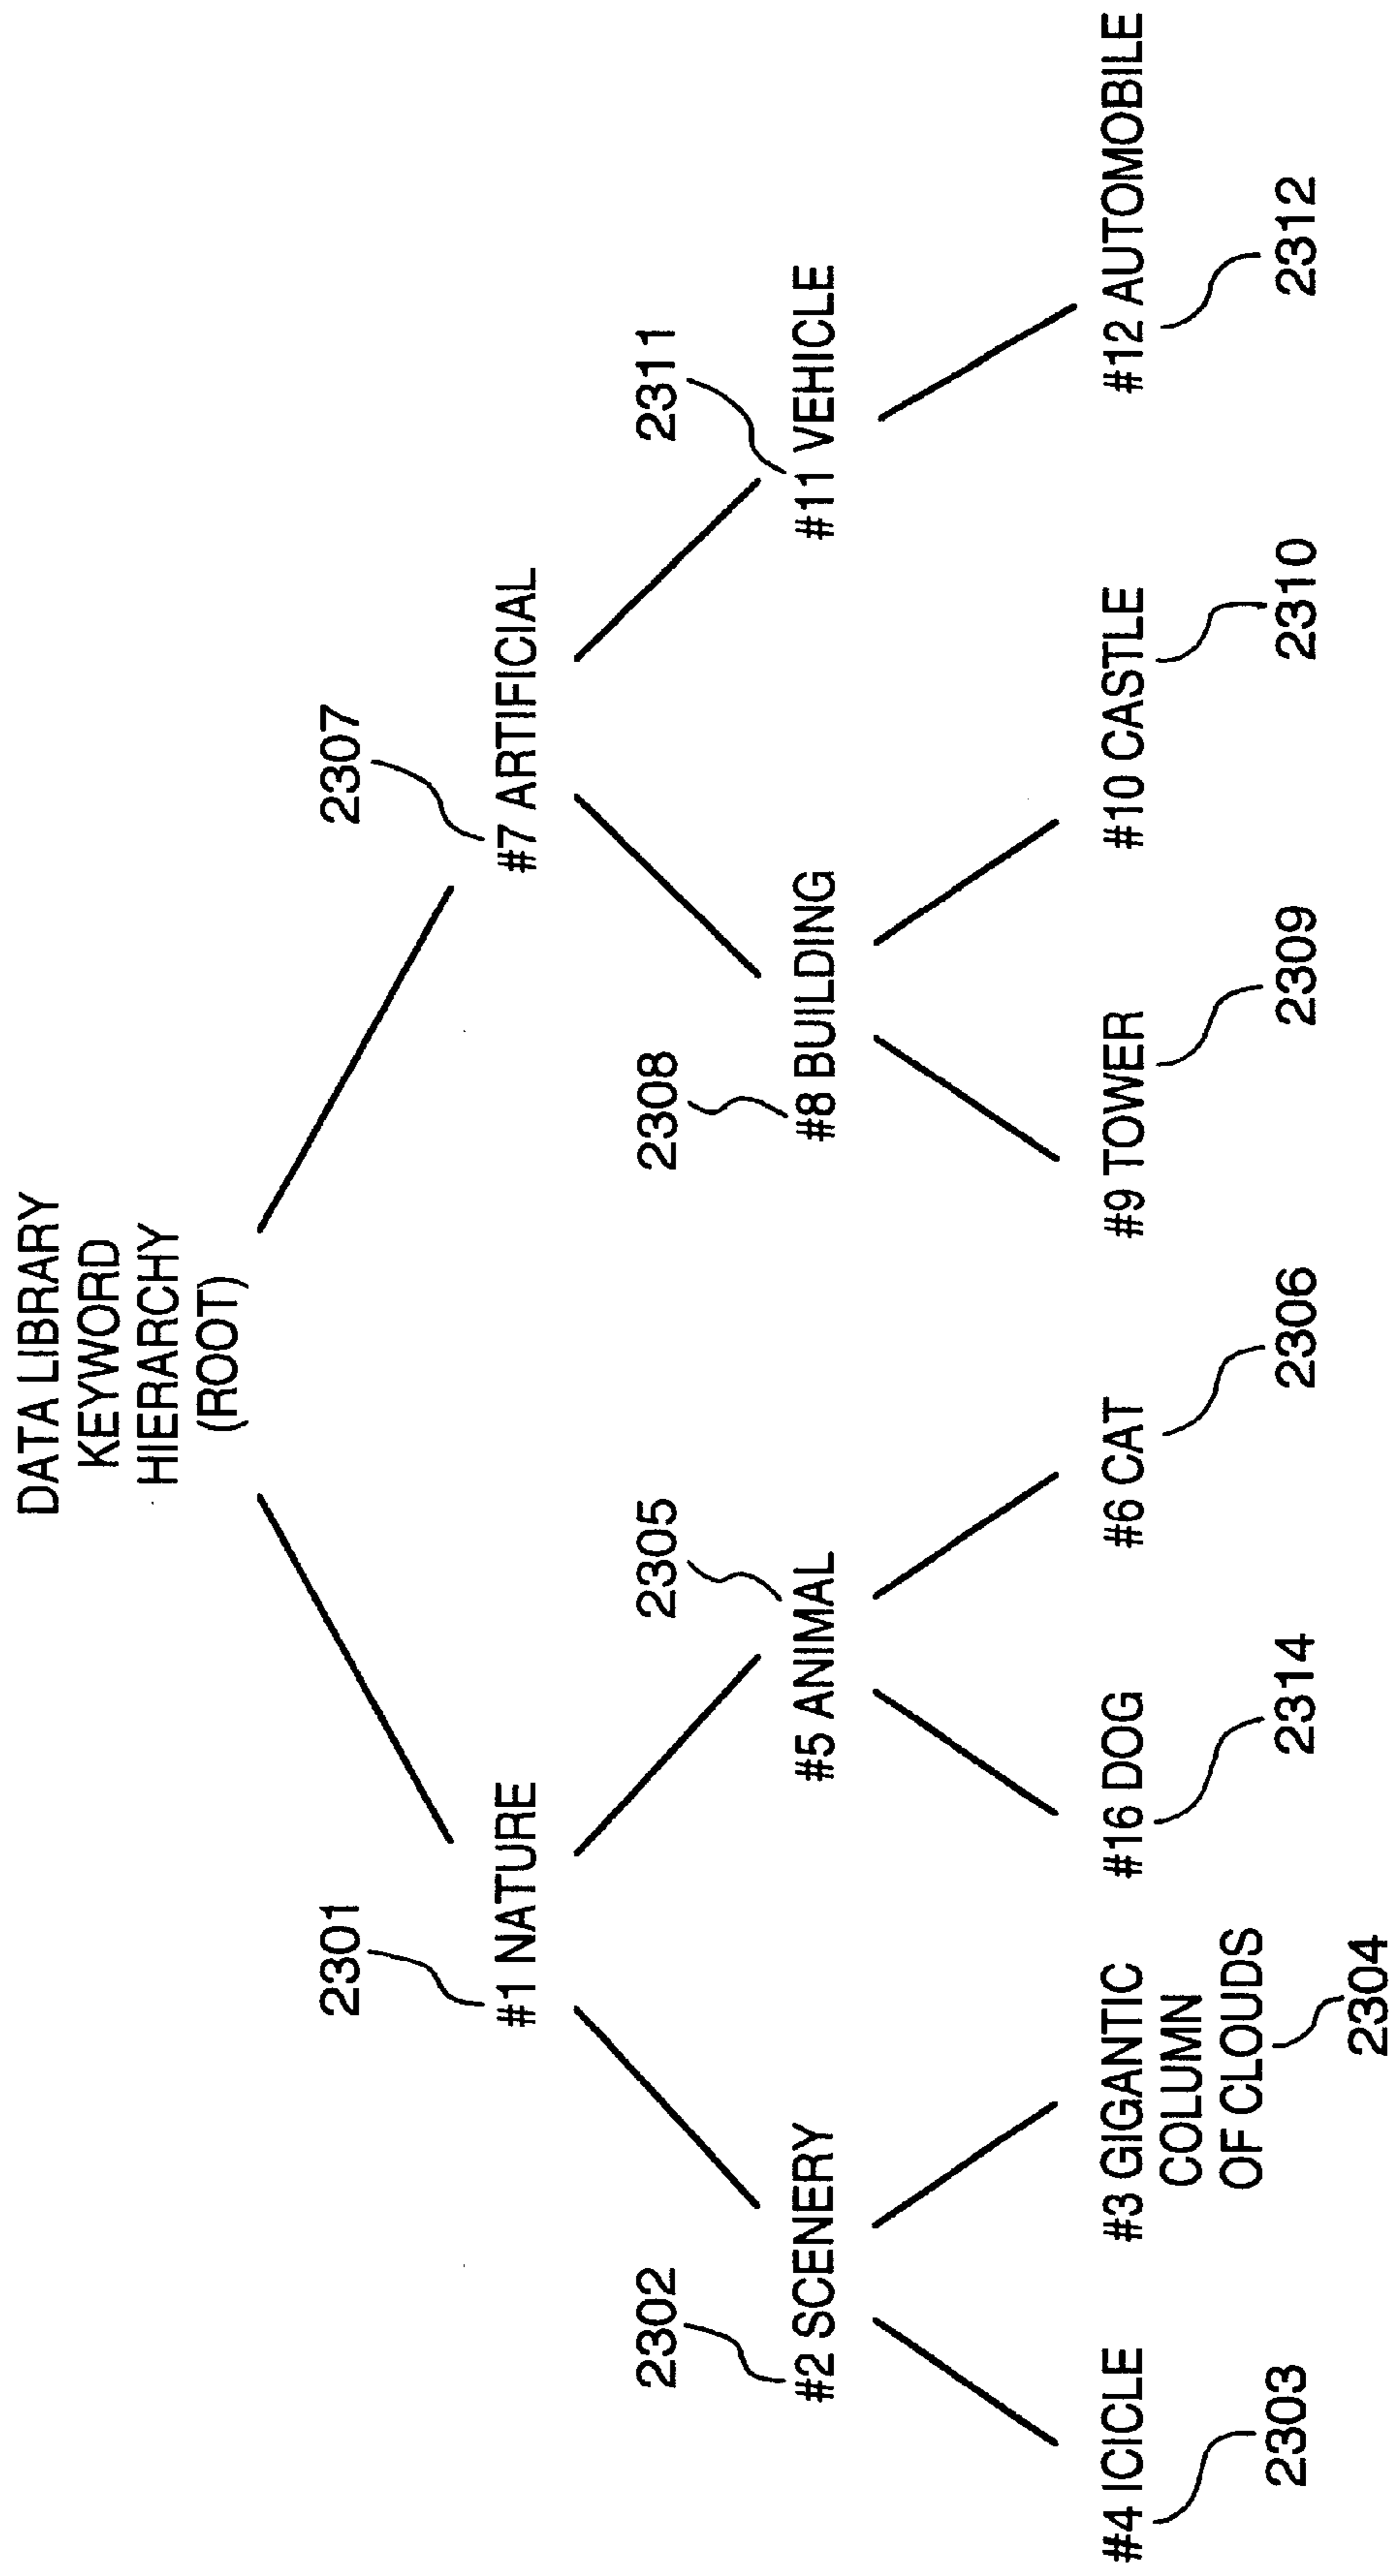 DATA LIBRARY
KEYWORD
HIERARCHY
(ROOT)
2301
2307
#1 NATURE
#7 ARTIFICIAL
2302
2305
2308
2311
#2 SCENERY
#5 ANIMAL
#8 BUILDING
#11 VEHICLE
#4 ICICLE
#3 GIGANTIC
COLUMN
OF CLOUDS
#16 DOG
#6 CAT
#9 TOWER
#10 CASTLE
#12 AUTOMOBILE
2303
2304
2314
2306
2309
2310
2312